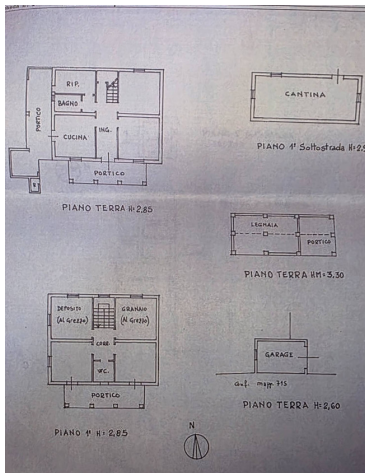 RIP.
BAGNO
PORTICO
CUCINA
ING.
PORTICO
PIANO TERRA H=2,85
CANTINA
PIANO 1° Sottostrada H=2.5
LEGNAIA
PORTICO
PIANO TERRA HM=3,30
DEPOSITO
(Al Grezzo)
GRANAIO
(Al Grezzo)
CORR.
WC.
PORTICO
PIANO 1° H=2,85
GARAGE
mapp 715
PIANO TERRA H=2,60
N